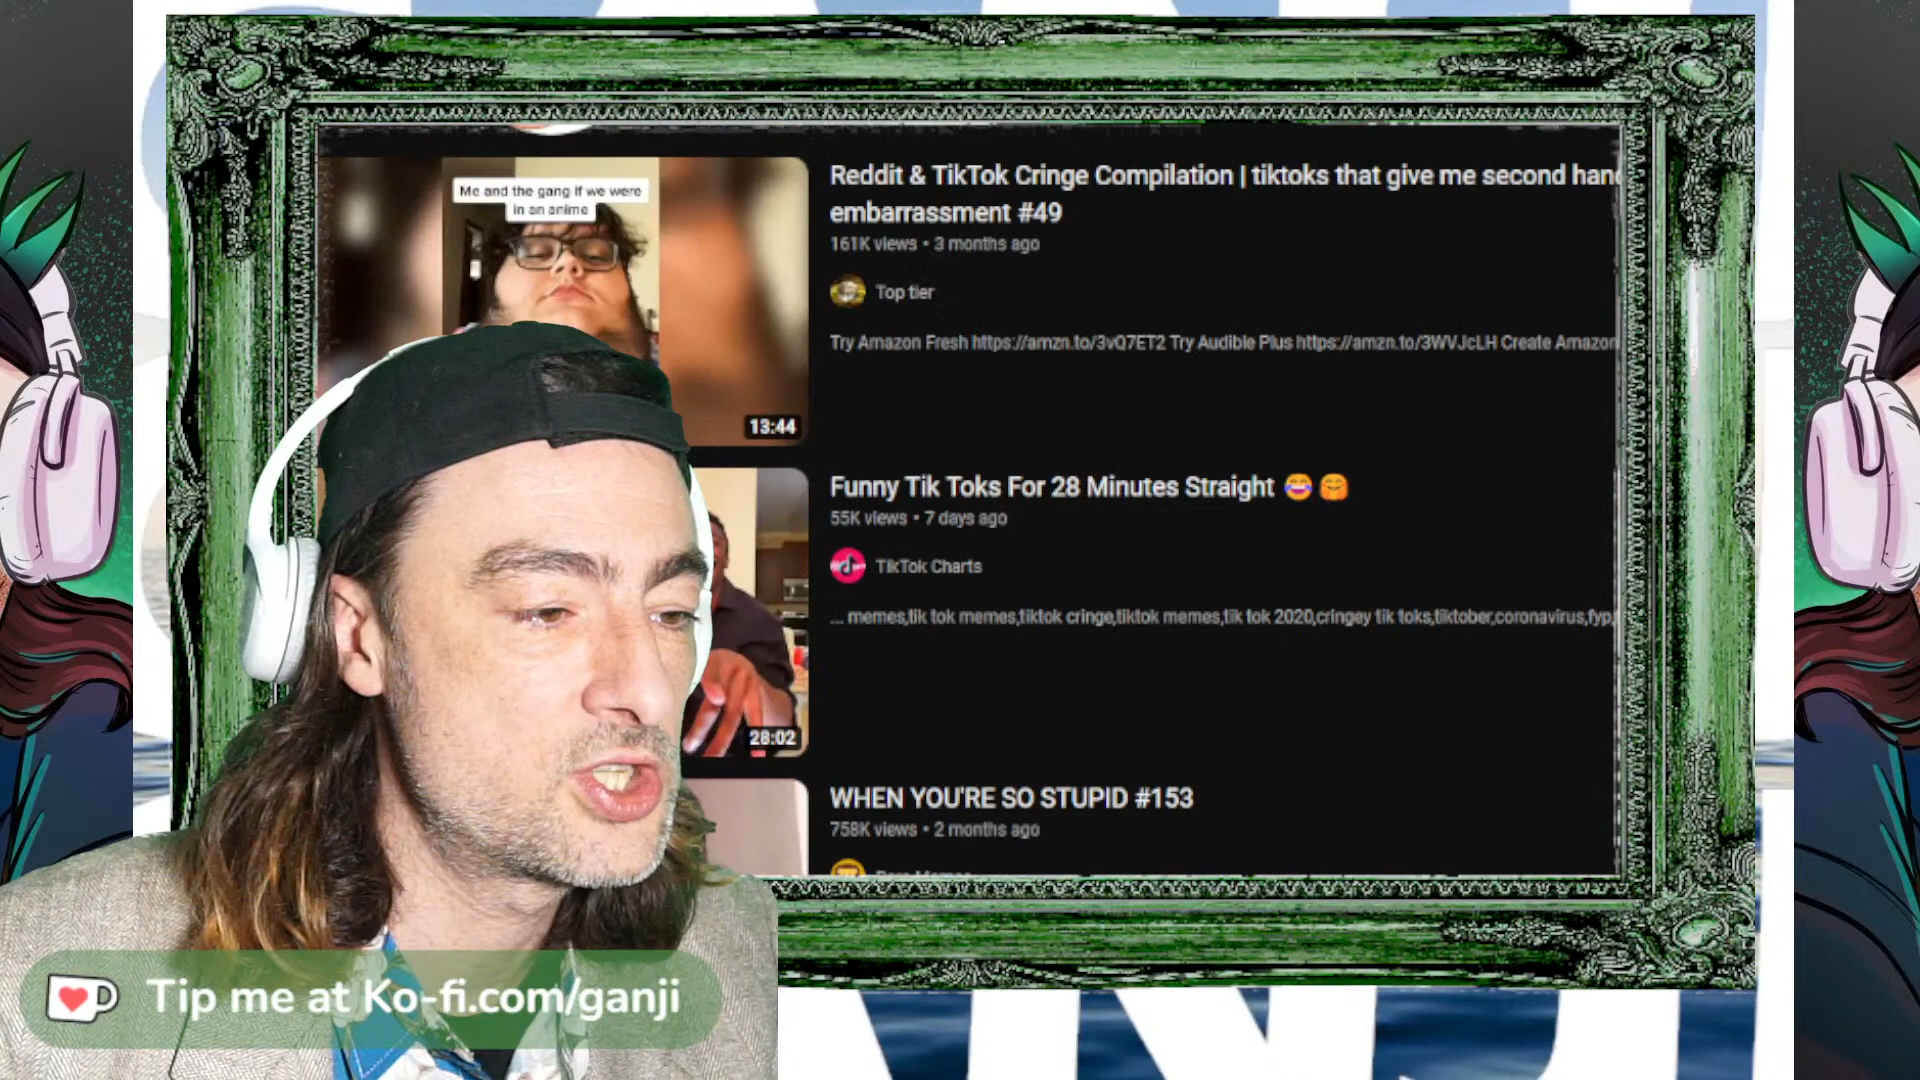 Me and the gang if we were
in an anime
13:44
Reddit & TikTok Cringe Compilation | tiktoks that give me second hand
embarrassment #49
161K views • 3 months ago
Top tier
Try Amazon Fresh https://amzn.to/3vQ7ET2 Try Audible Plus https://amzn.to/3WVJcLH Create Amazon
28:02
Funny Tik Toks For 28 Minutes Straight 😂 🤗
55K views • 7 days ago
TikTok Charts
... memes,tik tok memes,tiktok cringe,tiktok memes,tik tok 2020,cringey tik toks,tiktober,coronavirus,fyp,
WHEN YOU'RE SO STUPID #153
758K views • 2 months ago
Tip me at Ko-fi.com/ganji